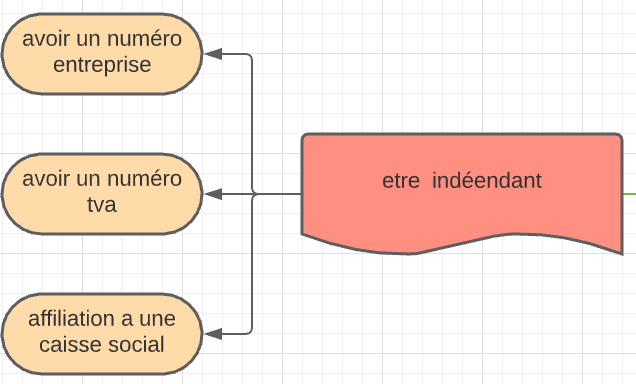 avoir un numéro
entreprise
avoir un numéro
tva
etre  indéendant
affiliation a une
caisse social